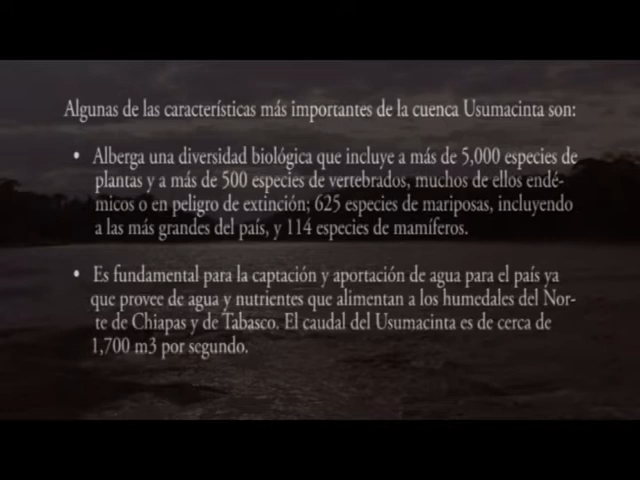 Algunas de las características más importantes de la cuenca Usumacinta son:
• Alberga una diversidad biológica que incluye a más de 5,000 especies de
plantas y a más de 500 especies de vertebrados, muchos de ellos endé-
micos o en peligro de extinción; 625 especies de mariposas, incluyendo
a las más grandes del país, y 114 especies de mamíferos.
• Es fundamental para la captación y aportación de agua para el país ya
que provee de agua y nutrientes que alimentan a los humedales del Nor-
te de Chiapas y de Tabasco. El caudal del Usumacinta es de cerca de
1,700 m3 por segundo.